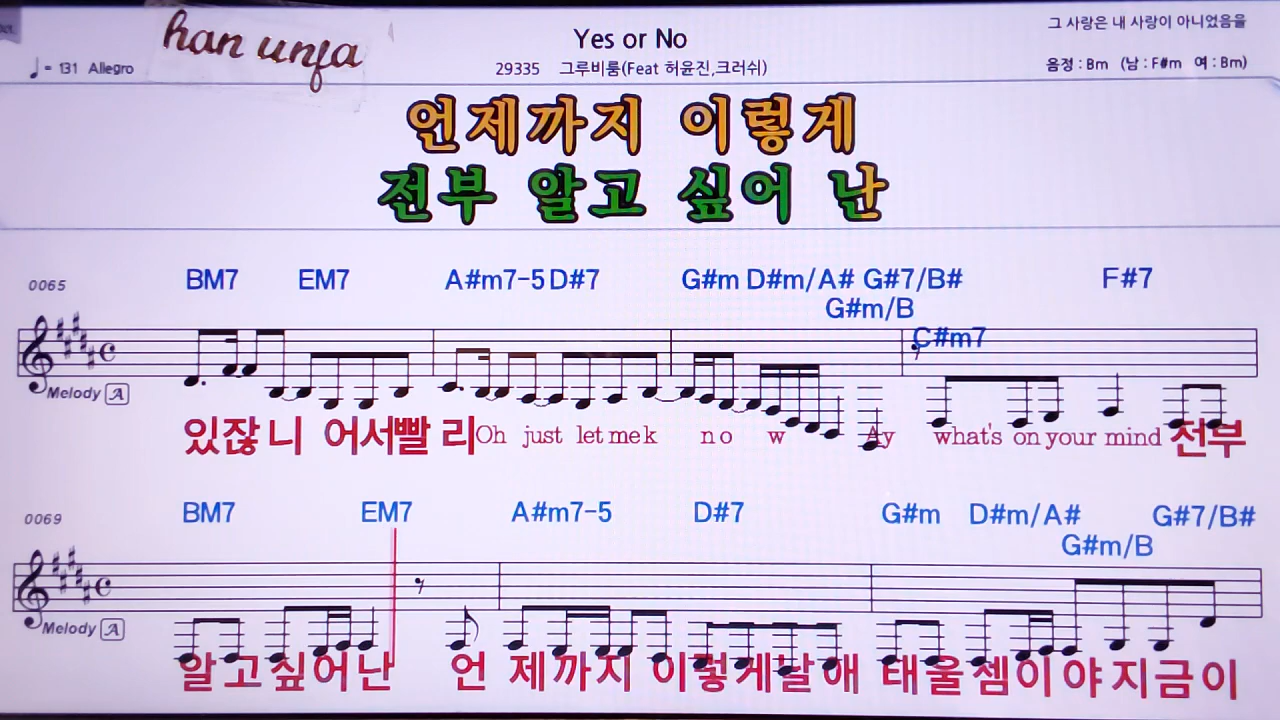 han unfa
Yes or No
그 사랑은 내 사랑이 아니었음을
♩= 131 Allegro
29335 그루비룸(Feat 허윤진,크러쉬)
음정 : Bm (남 : F#m 여 : Bm)
언제까지 이렇게
전부 알고 싶어 난
0065
BM7 EM7 A#m7-5 D#7 G#m D#m/A# G#7/B# F#7
G#m/B
C#m7
Melody A
있잖니 어서빨리 Oh just let me k n o w Ay what's on your mind 전부
0069
BM7 EM7 A#m7-5 D#7 G#m D#m/A# G#7/B#
G#m/B
Melody A
알고싶어난 언 제까지 이렇게날애 태울셈이야지금이